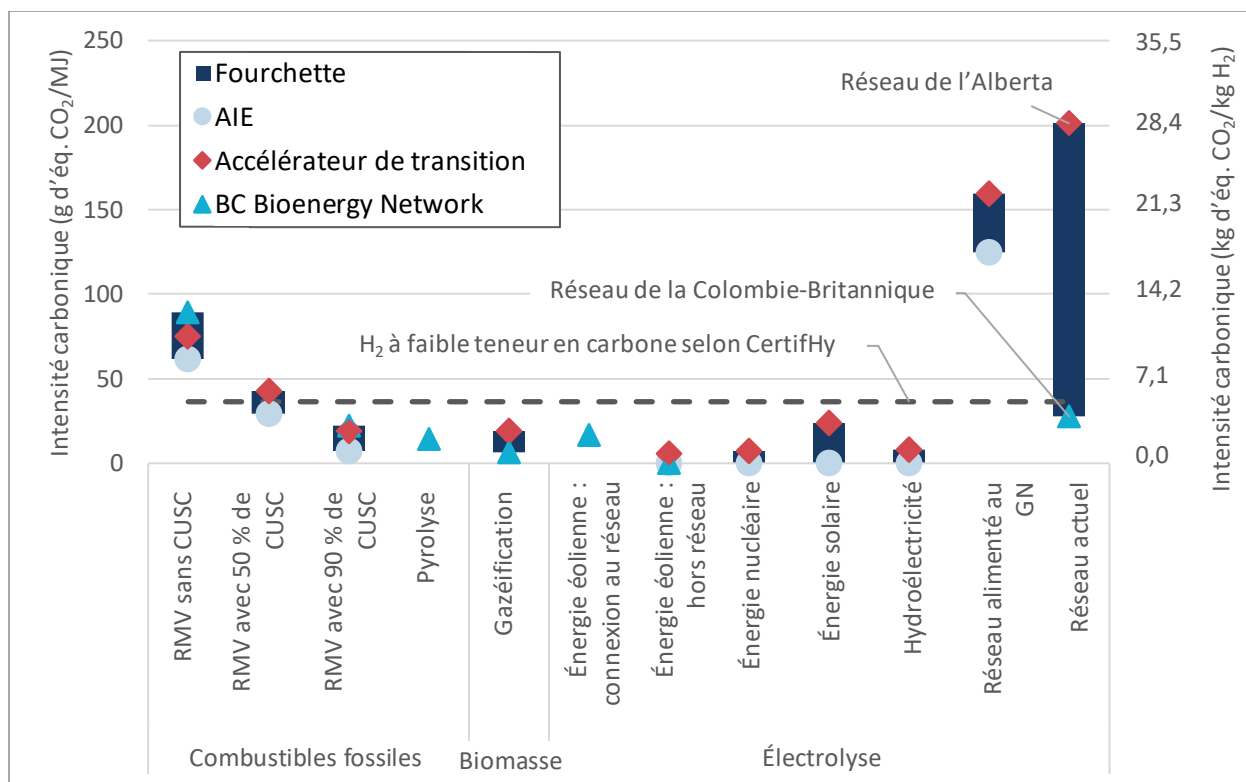 Intensité carbonique (g d'éq. CO₂/MJ)
250
200
150
100
50
0
Fourchette
AIE
Accélérateur de transition
BC Bioenergy Network
Réseau de l'Alberta
Réseau de la Colombie-Britannique
H₂ à faible teneur en carbone selon CertifHy
35,5
28,4
21,3
14,2
7,1
0,0
Intensité carbonique (kg d'éq. CO₂/kg H₂)
RMV sans CUSC
RMV avec 50 % de
CUSC
RMV avec 90 % de
CUSC
Pyrolyse
Gazéification
Énergie éolienne :
connexion au réseau
Énergie éolienne :
hors réseau
Énergie nucléaire
Énergie solaire
Hydroélectricité
Réseau alimenté au
GN
Réseau actuel
Combustibles fossiles
Biomasse
Électrolyse